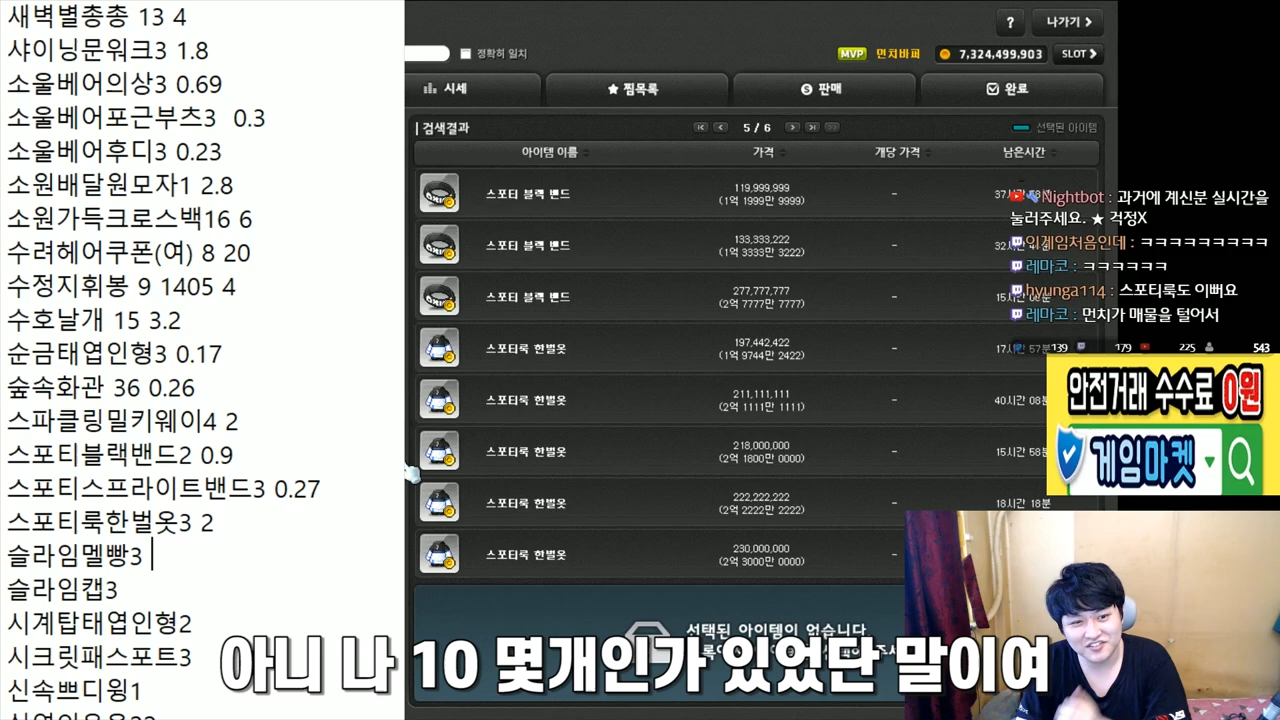 새벽별총총 13 4
샤이닝문워크3 1.8
소울베어의상3 0.69
소울베어포근부츠3 0.3
소울베어후디3 0.23
소원배달원모자1 2.8
소원가득크로스백16 6
수려헤어쿠폰(여) 8 20
수정지휘봉 9 1405 4
수호날개 15 3.2
순금태엽인형3 0.17
숲속화관 36 0.26
스파클링밀키웨이4 2
스포티블랙밴드2 0.9
스포티스프라이트밴드3 0.27
스포티룩한벌옷3 2
슬라임멜빵3
슬라임캡3
시계탑태엽인형2
시크릿패스포트3
신속쁘디윙1
? 나가기
정확히 일치
MVP 먼치바퍼 7,324,499,903 SLOT
시세 찜목록 판매 완료
검색결과 5 / 6 선택된 아이템
아이템 이름 가격 개당 가격 남은시간
스포티 블랙 밴드 119,999,999 (1억 1999만 9999) -
스포티 블랙 밴드 133,333,222 (1억 3333만 3222) -
스포티 블랙 밴드 277,777,777 (2억 7777만 7777) -
스포티룩 한벌옷 197,442,422 (1억 9744만 2422) - 17시간 57분
스포티룩 한벌옷 211,111,111 (2억 1111만 1111) - 40시간 08분
스포티룩 한벌옷 218,000,000 (2억 1800만 0000) - 15시간 58분
스포티룩 한벌옷 222,222,222 (2억 2222만 2222) - 18시간 18분
스포티룩 한벌옷 230,000,000 (2억 3000만 0000) -
선택된 아이템이 없습니다
Nightbot : 과거에 계신분 실시간을
눌러주세요. ★ 걱정X
이게임처음인데 : ㅋㅋㅋㅋㅋㅋㅋㅋㅋ
레마코 : ㅋㅋㅋㅋㅋㅋ
hyunga114 : 스포티룩도 이뻐요
레마코 : 먼치가 매물을 털어서
139 179 225 543
안전거래 수수료 0원
게임마켓
아니 나 10 몇개인가 있었단 말이여